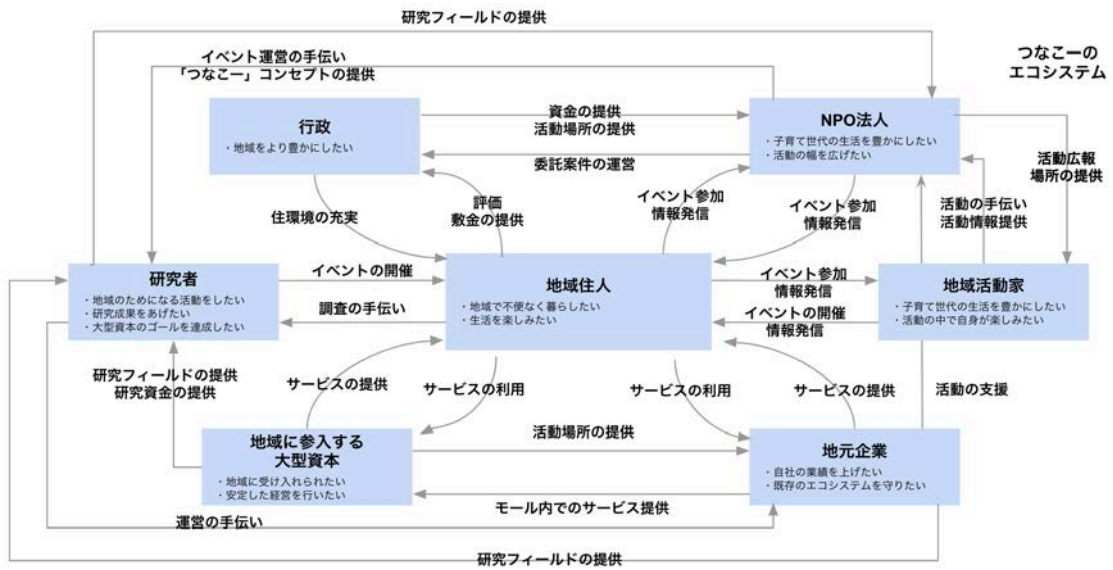 研究フィールドの提供
イベント運営の手伝い
「つなこー」コンセプトの提供
つなこーの
エコシステム
行政
・地域をより豊かにしたい
資金の提供
活動場所の提供
委託案件の運営
NPO法人
・子育て世代の生活を豊かにしたい
・活動の幅を広げたい
活動広報
場所の提供
住環境の充実
評価
敷金の提供
イベント参加
情報発信
イベント参加
情報発信
活動の手伝い
活動情報提供
研究者
・地域のためになる活動をしたい
・研究成果をあげたい
・大型資本のゴールを達成したい
イベントの開催
調査の手伝い
地域住人
・地域で不便なく暮らしたい
・生活を楽しみたい
イベント参加
情報発信
イベントの開催
情報発信
地域活動家
・子育て世代の生活を豊かにしたい
・活動の中で自身が楽しみたい
研究フィールドの提供
研究資金の提供
サービスの提供
サービスの利用
サービスの利用
サービスの提供
活動の支援
地域に参入する
大型資本
・地域に受け入れられたい
・安定した経営を行いたい
活動場所の提供
モール内でのサービス提供
地元企業
・自社の業績を上げたい
・既存のエコシステムを守りたい
運営の手伝い
研究フィールドの提供